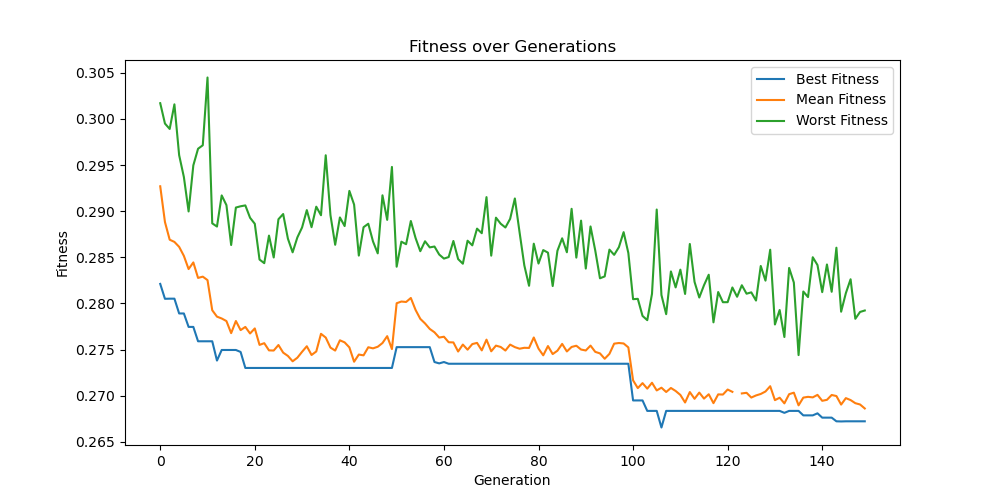 Fitness over Generations
Best Fitness
Mean Fitness
Worst Fitness
Fitness
0.305
0.300
0.295
0.290
0.285
0.280
0.275
0.270
0.265
0 20 40 60 80 100 120 140
Generation